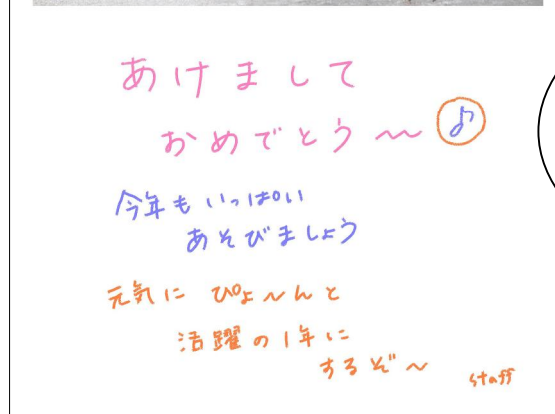 あけまして
おめでとう〜〜♪
今年もいっぱい
あそびましょう
元気に ぴょ〜んと
活躍の1年に
するぞ〜
staff